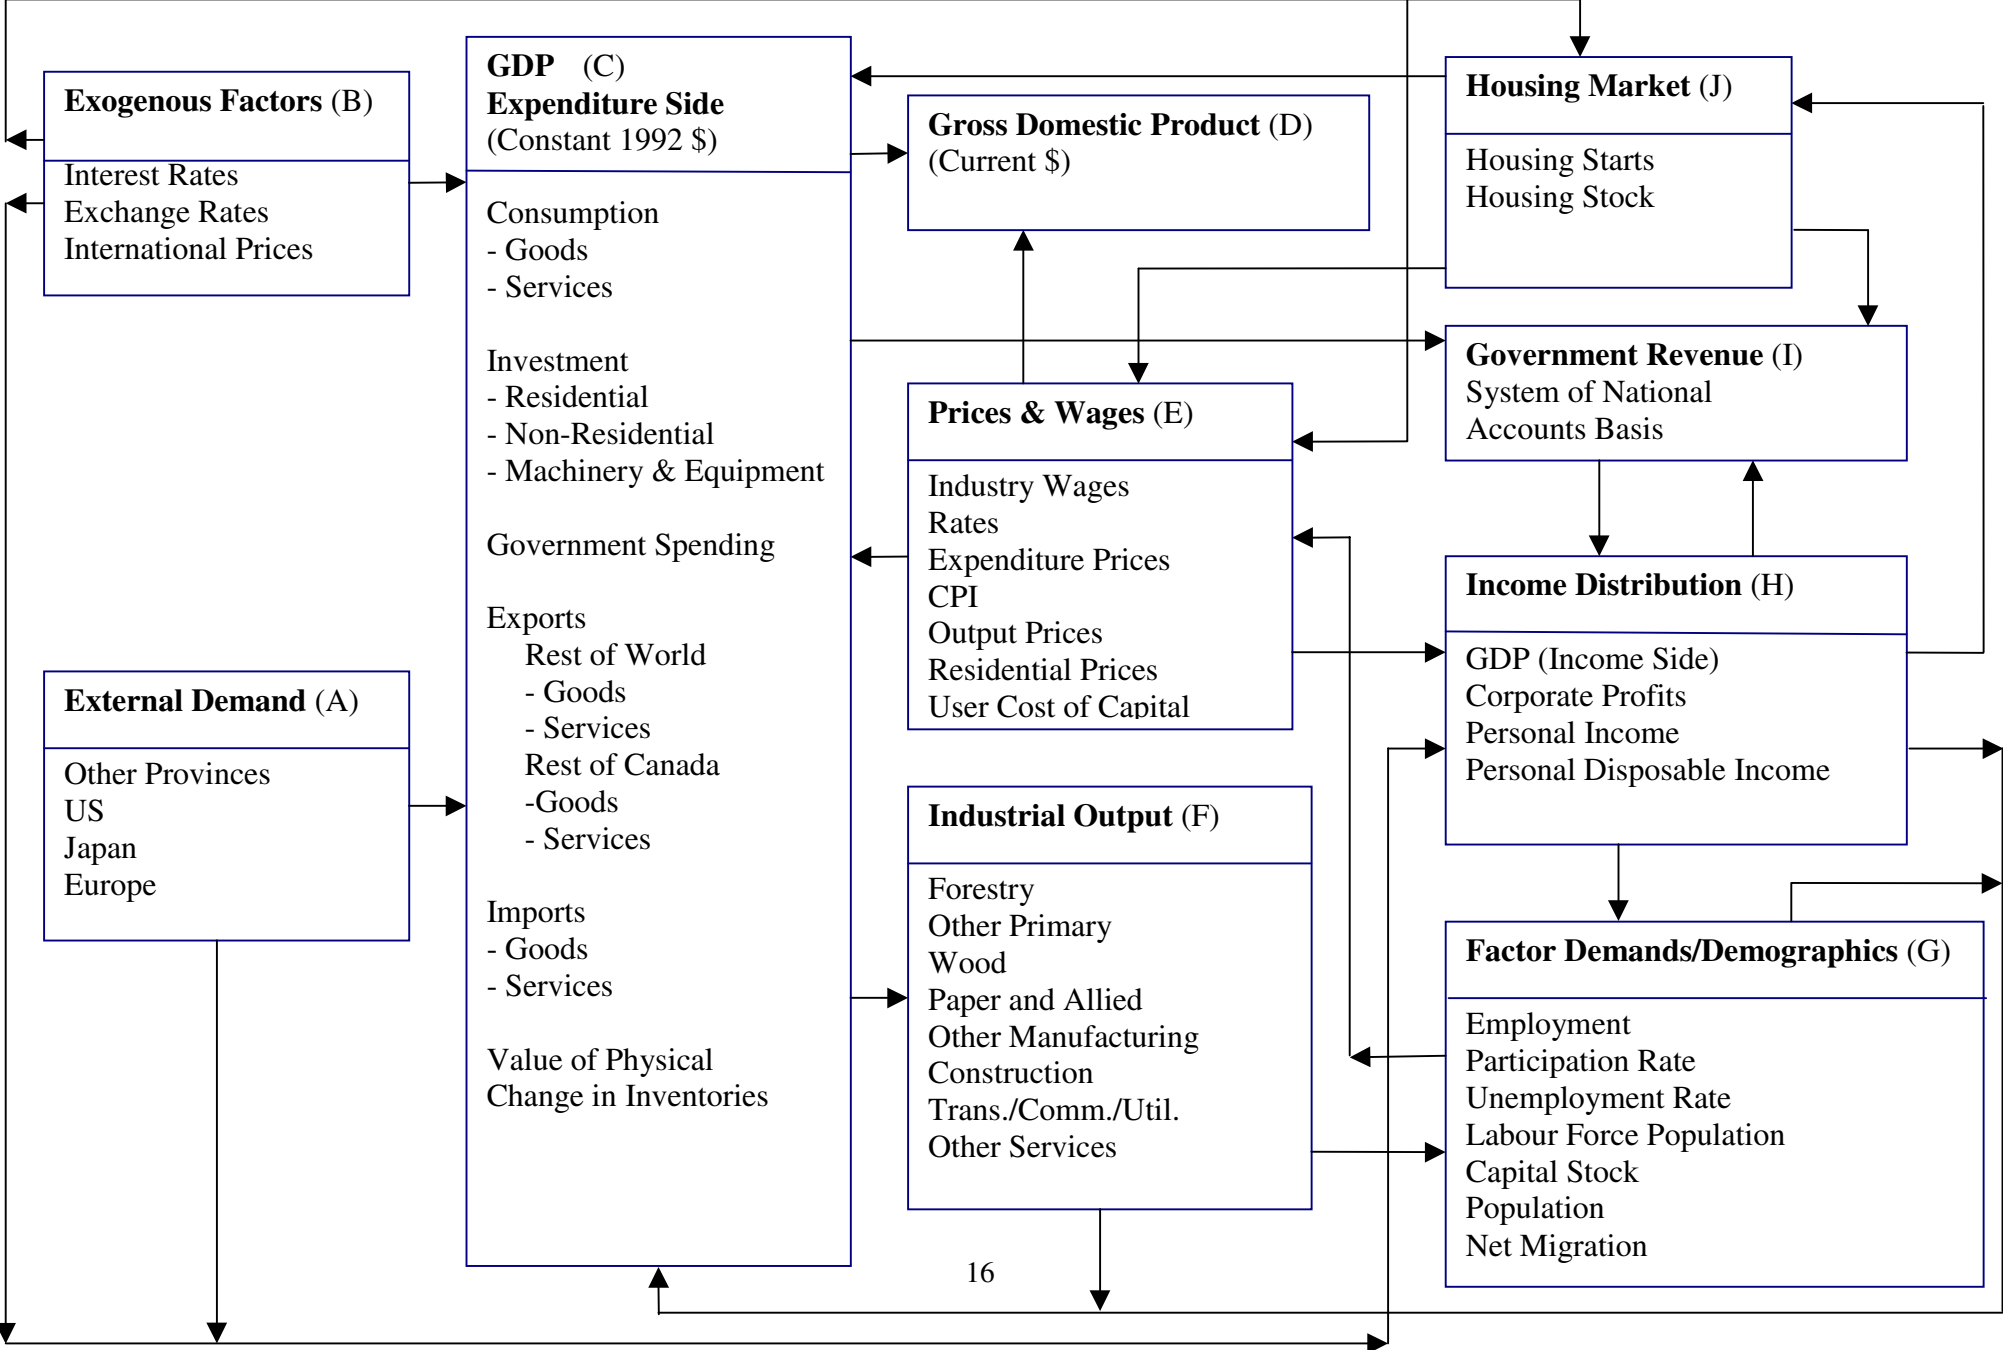 Exogenous Factors (B)
Interest Rates
Exchange Rates
International Prices
External Demand (A)
Other Provinces
US
Japan
Europe
GDP (C)
Expenditure Side
(Constant 1992 $)
Consumption
- Goods
- Services
Investment
- Residential
- Non-Residential
- Machinery & Equipment
Government Spending
Exports
Rest of World
- Goods
- Services
Rest of Canada
-Goods
- Services
Imports
- Goods
- Services
Value of Physical
Change in Inventories
Gross Domestic Product (D)
(Current $)
Prices & Wages (E)
Industry Wages
Rates
Expenditure Prices
CPI
Output Prices
Residential Prices
User Cost of Capital
Industrial Output (F)
Forestry
Other Primary
Wood
Paper and Allied
Other Manufacturing
Construction
Trans./Comm./Util.
Other Services
Housing Market (J)
Housing Starts
Housing Stock
Government Revenue (I)
System of National
Accounts Basis
Income Distribution (H)
GDP (Income Side)
Corporate Profits
Personal Income
Personal Disposable Income
Factor Demands/Demographics (G)
Employment
Participation Rate
Unemployment Rate
Labour Force Population
Capital Stock
Population
Net Migration
16